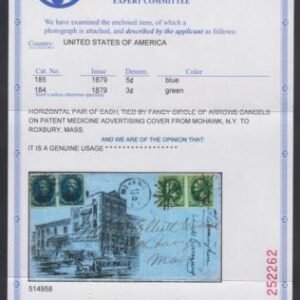 EXPERT COMMITTEE
We have examined the enclosed item, of which a
photograph is attached, and described by the applicant as follows:
Country: UNITED STATES OF AMERICA
Cat. No. Issue Denom. Color
185 1879 5¢ blue
184 1879 3¢ green
HORIZONTAL PAIR OF EACH, TIED BY FANCY CIRCLE OF ARROWS CANCELS
ON PATENT MEDICINE ADVERTISING COVER FROM MOHAWK, N.Y. TO
ROXBURY, MASS.
AND WE ARE OF THE OPINION THAT
IT IS A GENUINE USAGE
Mass
514958
252262